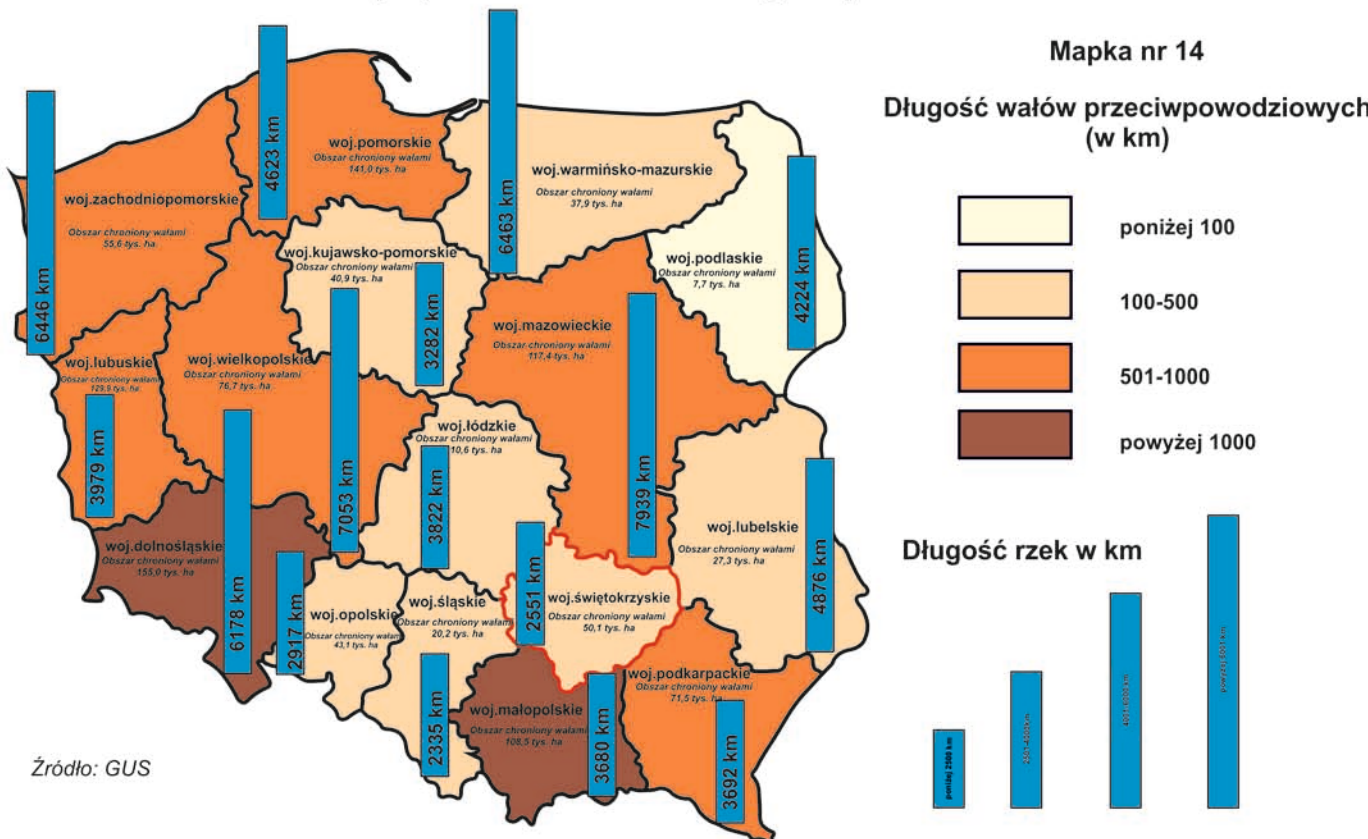 Mapka nr 14
Długość wałów przeciwpowodziowych
(w km)
poniżej 100
100-500
501-1000
powyżej 1000
Długość rzek w km
poniżej 2500 km
2501-4000km
4001-6000 km
powyżej 6001 km
4623 km
woj.pomorskie
Obszar chroniony wałami
141,0 tys. ha
6463 km
woj.warmińsko-mazurskie
Obszar chroniony wałami
37,9 tys. ha
6446 km
woj.zachodniopomorskie
Obszar chroniony wałami
55,6 tys. ha
woj.kujawsko-pomorskie
Obszar chroniony wałami
40,9 tys. ha
3282 km
woj.podlaskie
Obszar chroniony wałami
7,7 tys. ha
4224 km
woj.mazowieckie
Obszar chroniony wałami
117,4 tys. ha
7939 km
woj.lubuskie
Obszar chroniony wałami
129,9 tys. ha
3979 km
woj.wielkopolskie
Obszar chroniony wałami
76,7 tys. ha
7053 km
woj.łódzkie
Obszar chroniony wałami
10,6 tys. ha
3822 km
woj.lubelskie
Obszar chroniony wałami
27,3 tys. ha
4876 km
woj.dolnośląskie
Obszar chroniony wałami
155,0 tys. ha
6178 km
2917 km
woj.opolskie
Obszar chroniony wałami
43,1 tys. ha
woj.śląskie
Obszar chroniony wałami
20,2 tys. ha
2335 km
2551 km
woj.świętokrzyskie
Obszar chroniony wałami
50,1 tys. ha
woj.małopolskie
Obszar chroniony wałami
108,5 tys. ha
3680 km
woj.podkarpackie
Obszar chroniony wałami
71,5 tys. ha
3692 km
Źródło: GUS